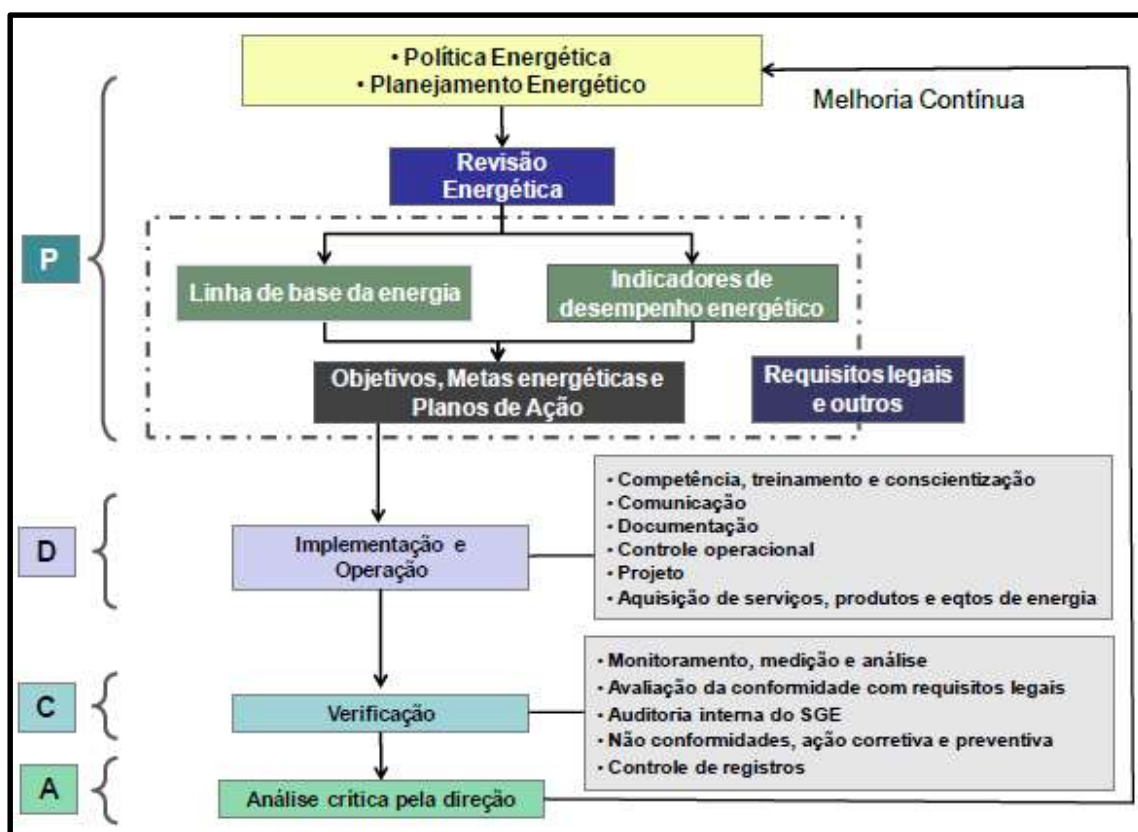 • Política Energética
• Planejamento Energético
Melhoria Contínua
Revisão
Energética
P
Linha de base da energia
Indicadores de
desempenho energético
Objetivos, Metas energéticas e
Planos de Ação
Requisitos legais
e outros
D
Implementação e
Operação
• Competência, treinamento e conscientização
• Comunicação
• Documentação
• Controle operacional
• Projeto
• Aquisição de serviços, produtos e eqtos de energia
C
Verificação
• Monitoramento, medição e análise
• Avaliação da conformidade com requisitos legais
• Auditoria interna do SGE
• Não conformidades, ação corretiva e preventiva
• Controle de registros
A
Análise crítica pela direção